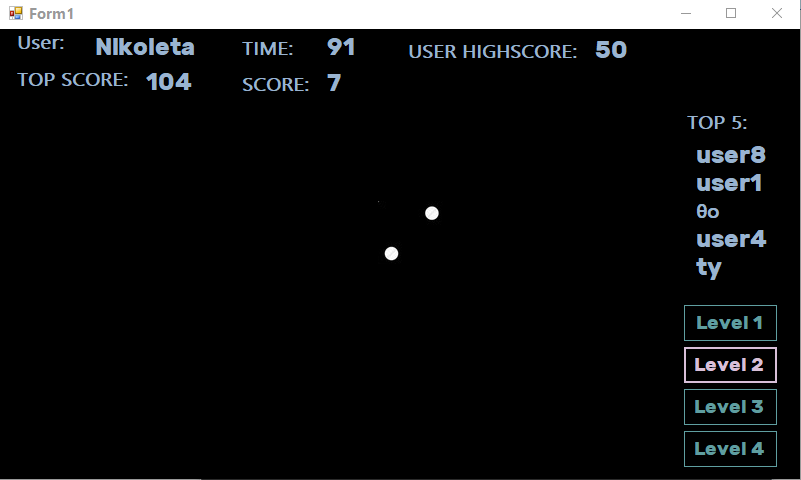 Form1
User: Nikoleta TIME: 91 USER HIGHSCORE: 50
TOP SCORE: 104 SCORE: 7
TOP 5:
user8
user1
θο
user4
ty
Level 1
Level 2
Level 3
Level 4